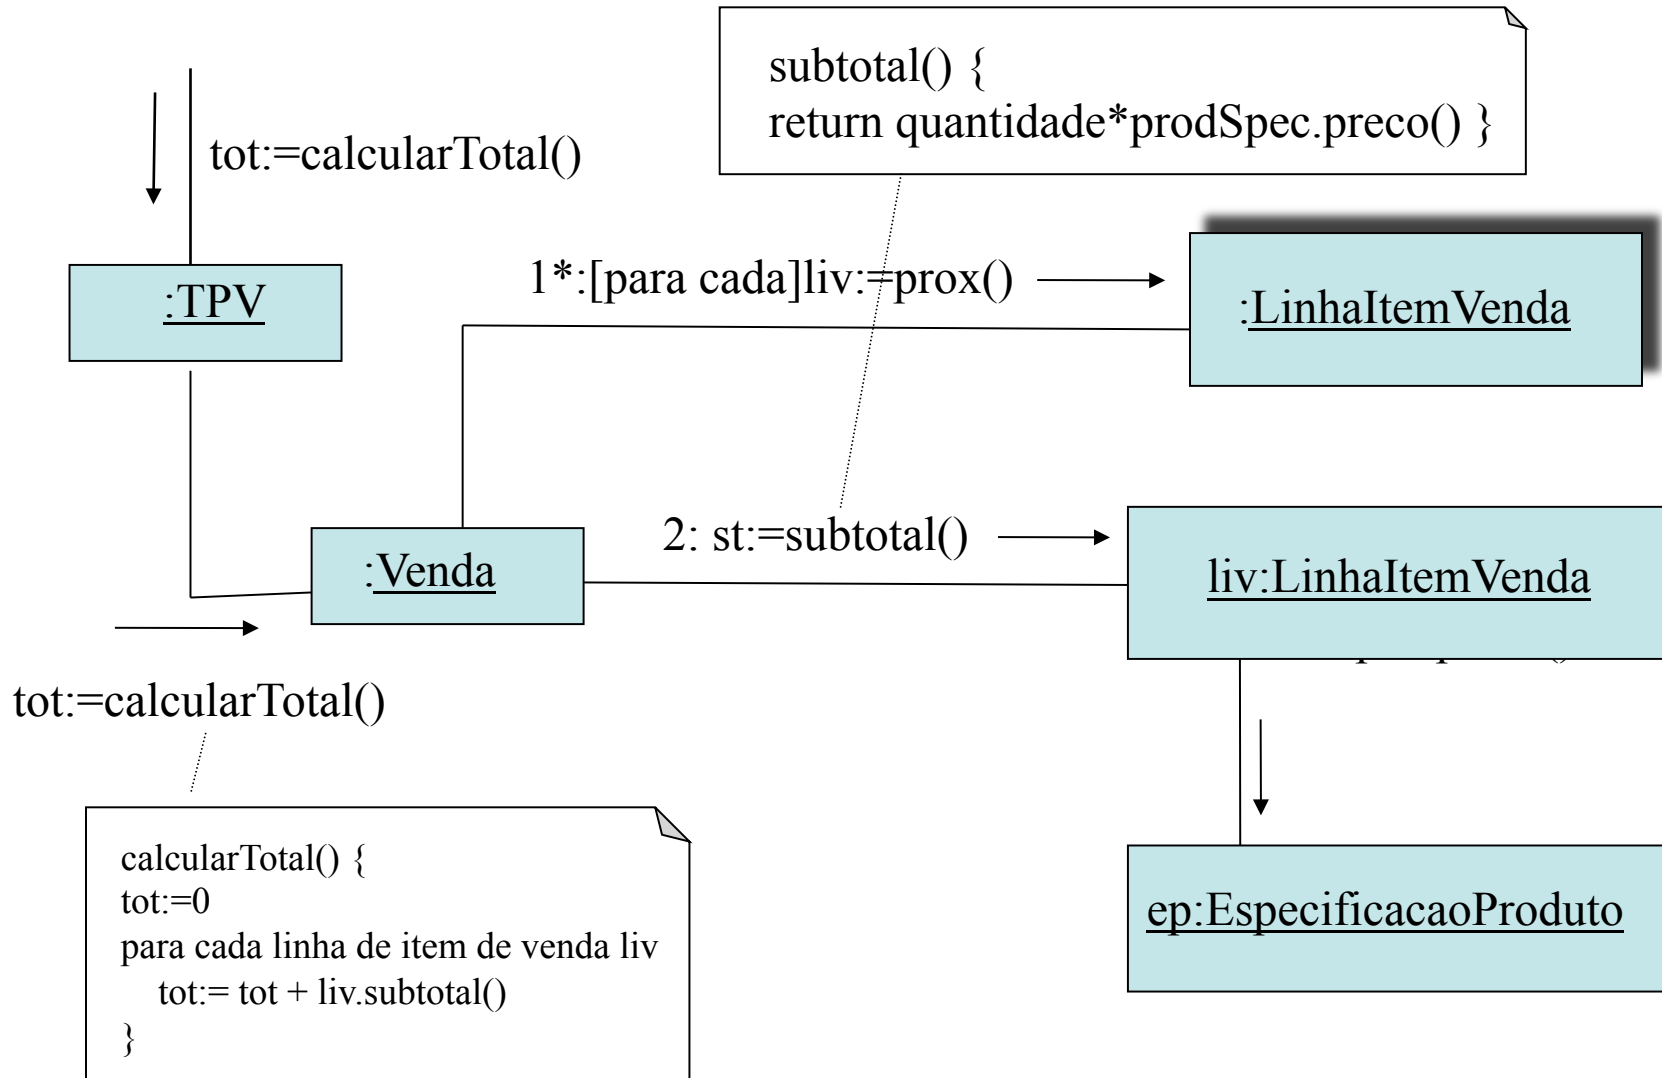 subtotal() {
return quantidade*prodSpec.preco() }
tot:=calcularTotal()
:TPV
1*:[para cada]liv:=prox()
:LinhaItemVenda
2: st:=subtotal()
:Venda
liv:LinhaItemVenda
tot:=calcularTotal()
calcularTotal() {
tot:=0
para cada linha de item de venda liv
tot:= tot + liv.subtotal()
}
ep:EspecificacaoProduto